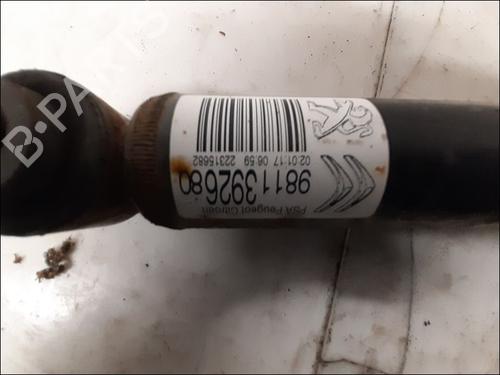 02.01.17 06:59 22315682
9811392680
PSA Peugeot Citroën
B-PARTS